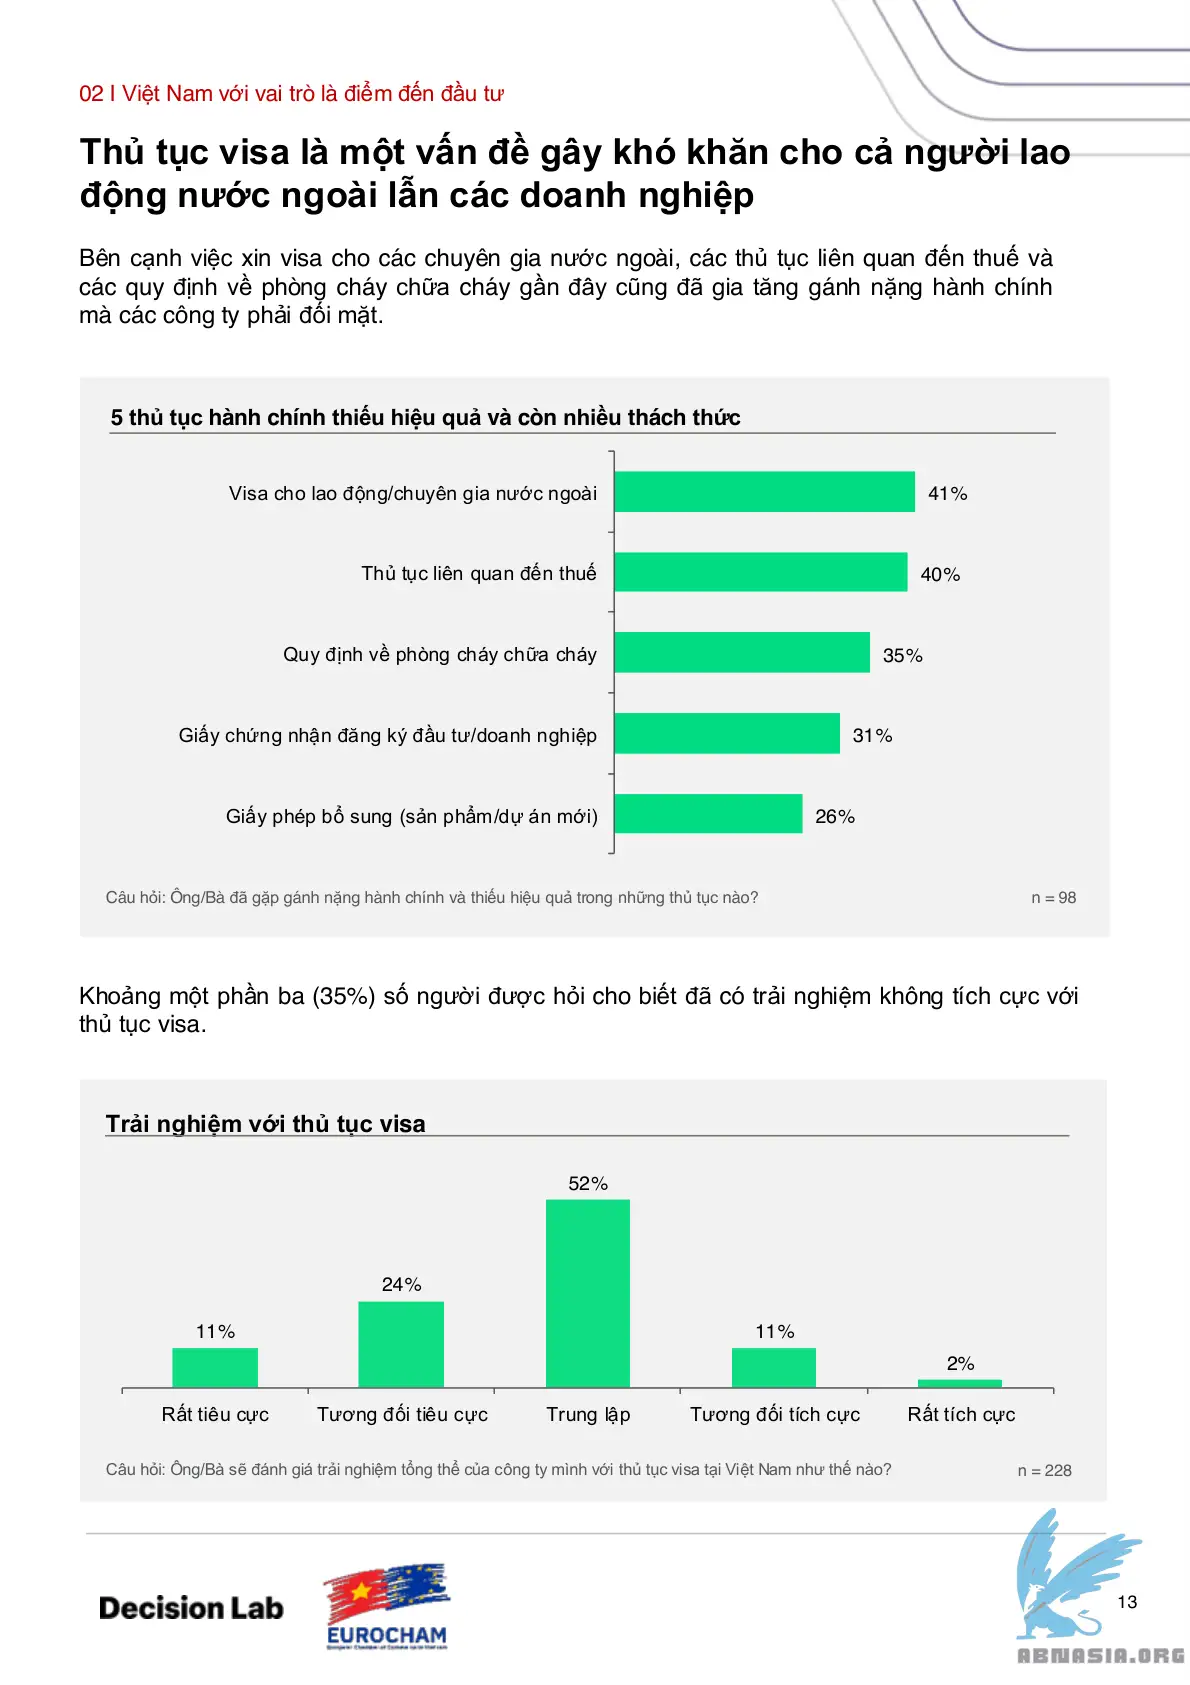 02 I Việt Nam với vai trò là điểm đến đầu tư
Thủ tục visa là một vấn đề gây khó khăn cho cả người lao
động nước ngoài lẫn các doanh nghiệp
Bên cạnh việc xin visa cho các chuyên gia nước ngoài, các thủ tục liên quan đến thuế và
các quy định về phòng cháy chữa cháy gần đây cũng đã gia tăng gánh nặng hành chính
mà các công ty phải đối mặt.
5 thủ tục hành chính thiếu hiệu quả và còn nhiều thách thức
Visa cho lao động/chuyên gia nước ngoài 41%
Thủ tục liên quan đến thuế 40%
Quy định về phòng cháy chữa cháy 35%
Giấy chứng nhận đăng ký đầu tư/doanh nghiệp 31%
Giấy phép bổ sung (sản phẩm/dự án mới) 26%
Câu hỏi: Ông/Bà đã gặp gánh nặng hành chính và thiếu hiệu quả trong những thủ tục nào? n = 98
Khoảng một phần ba (35%) số người được hỏi cho biết đã có trải nghiệm không tích cực với
thủ tục visa.
Trải nghiệm với thủ tục visa
11% 24% 52% 11% 2%
Rất tiêu cực Tương đối tiêu cực Trung lập Tương đối tích cực Rất tích cực
Câu hỏi: Ông/Bà sẽ đánh giá trải nghiệm tổng thể của công ty mình với thủ tục visa tại Việt Nam như thế nào? n = 228
Decision Lab
EUROCHAM
13
ABNASIA.ORG